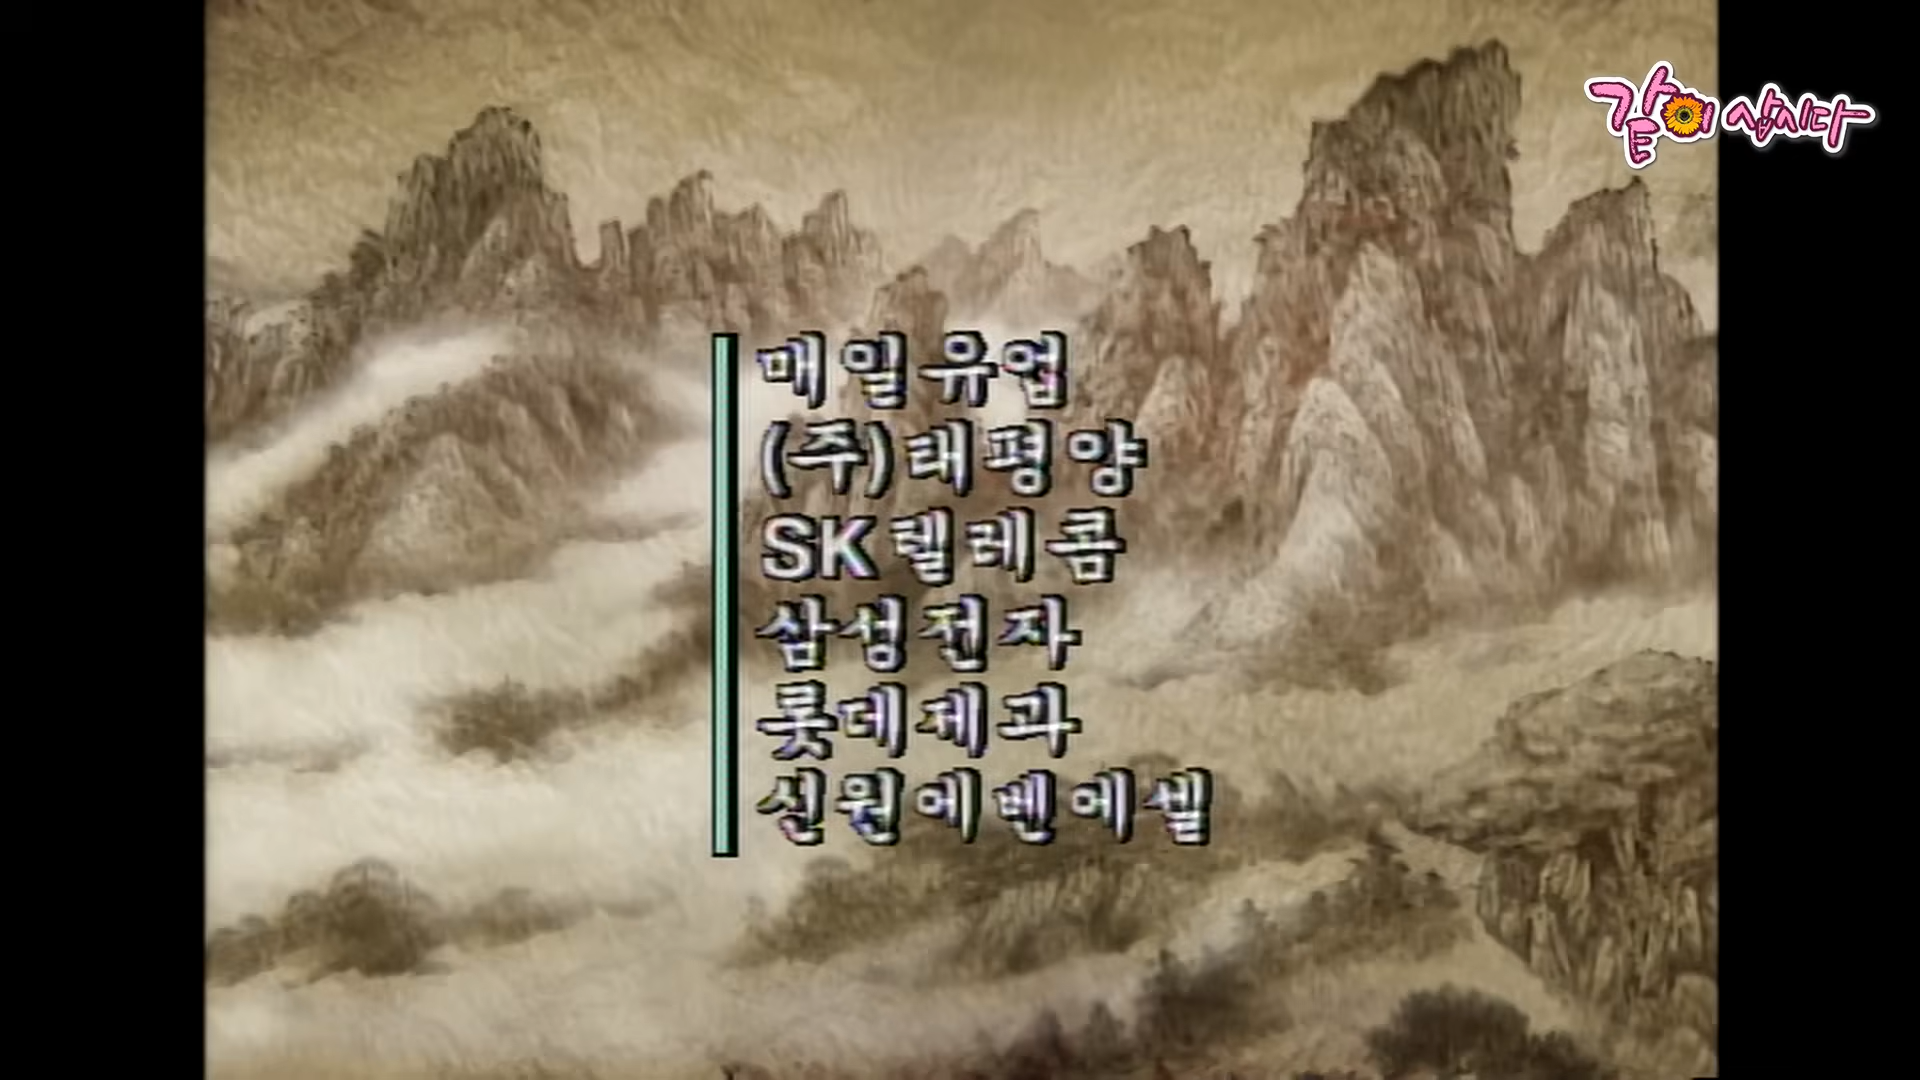 같이 삽시다
매일유업
(주)태평양
SK텔레콤
삼성전자
롯데제과
신원에벤에셀